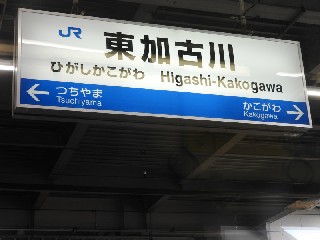 JR 東加古川
ひがしかこがわ Higashi-Kakogawa
← つちやま かこがわ →
Tsuchiyama Kakogawa